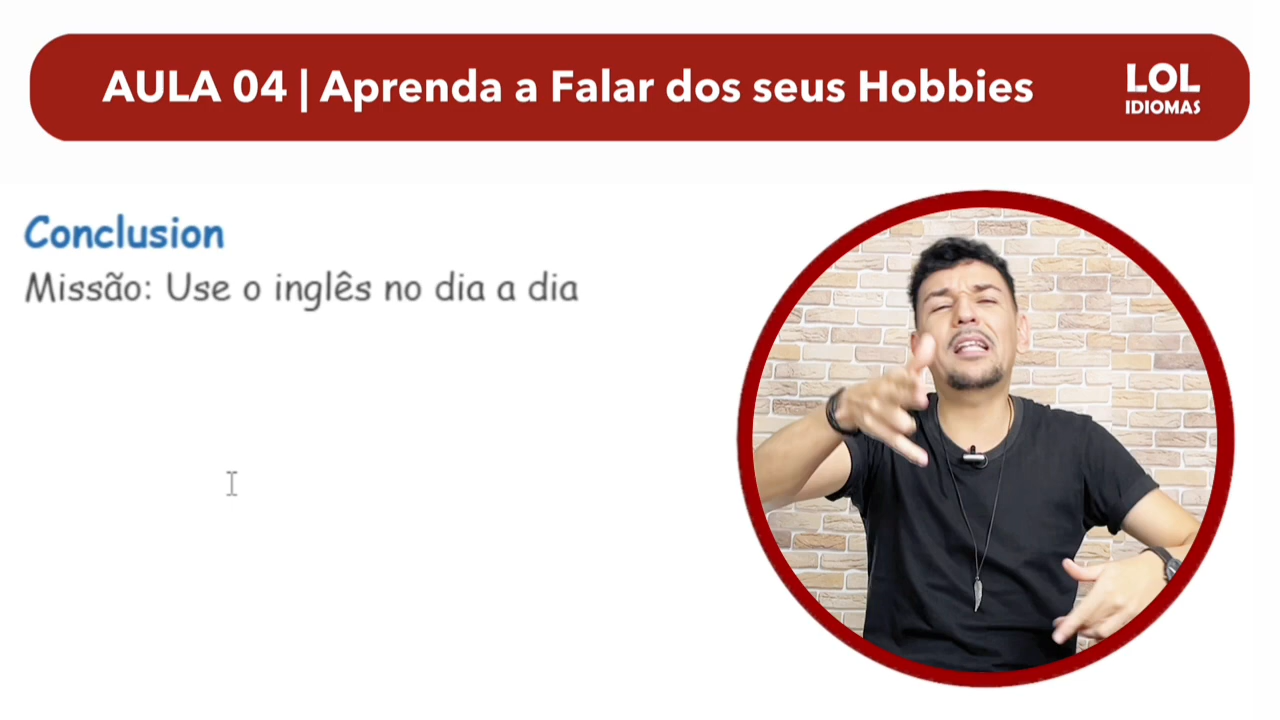 AULA 04 | Aprenda a Falar dos seus Hobbies
LOL
IDIOMAS
Conclusion
Missão: Use o inglês no dia a dia